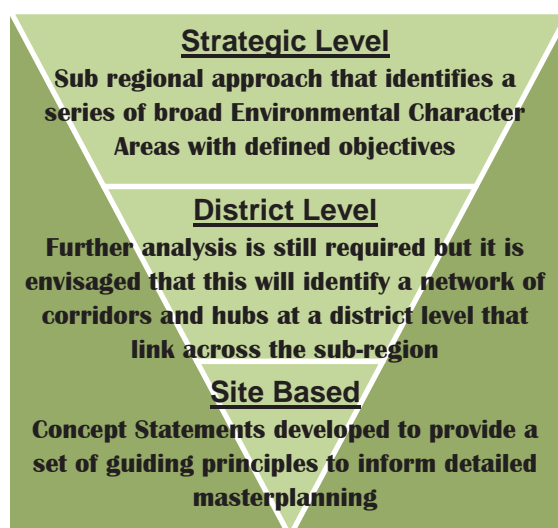 Strategic Level
Sub regional approach that identifies a
series of broad Environmental Character
Areas with defined objectives
District Level
Further analysis is still required but it is
envisaged that this will identify a network of
corridors and hubs at a district level that
link across the sub-region
Site Based
Concept Statements developed to provide a
set of guiding principles to inform detailed
masterplanning